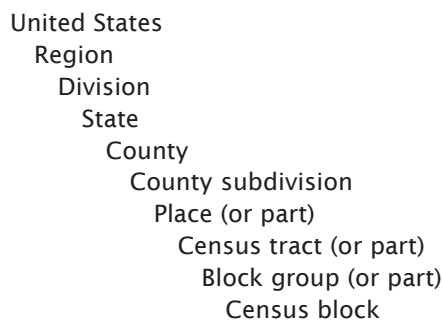 United States
Region
Division
State
County
County subdivision
Place (or part)
Census tract (or part)
Block group (or part)
Census block